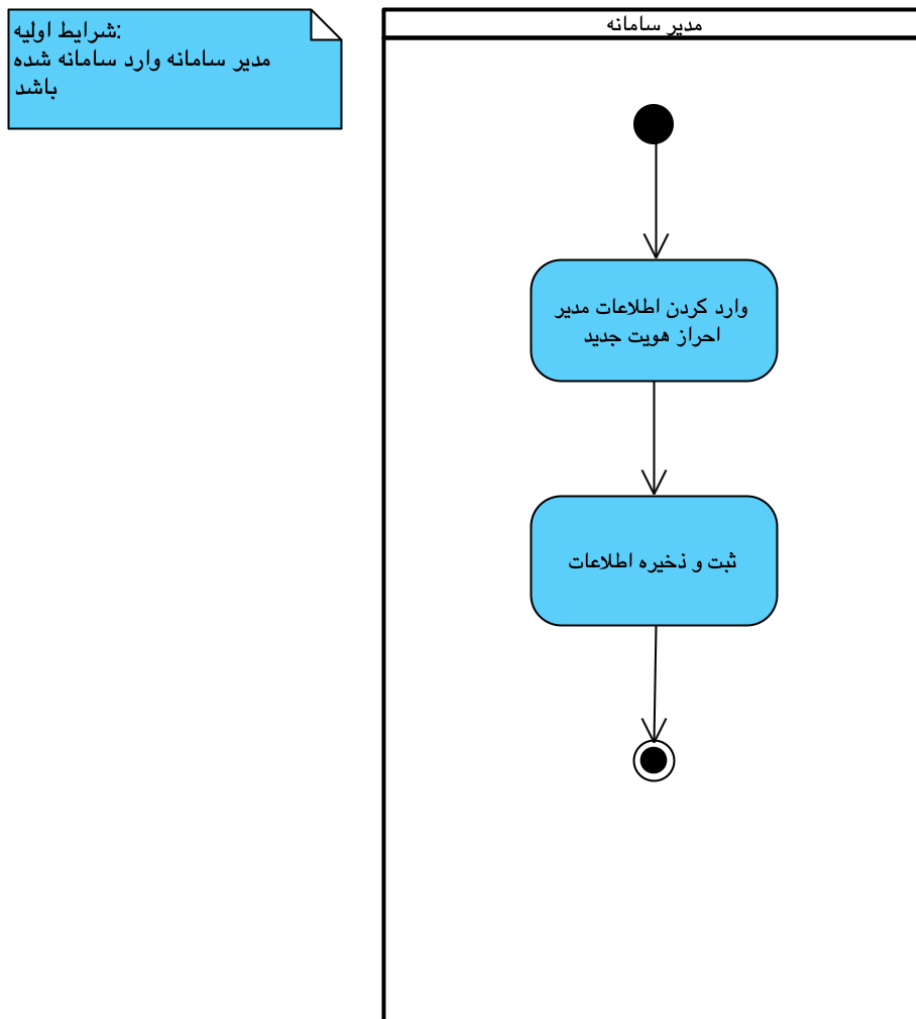 شرایط اولیه:
مدیر سامانه وارد سامانه شده
باشد
مدیر سامانه
وارد کردن اطلاعات مدیر
احراز هویت جدید
ثبت و ذخیره اطلاعات